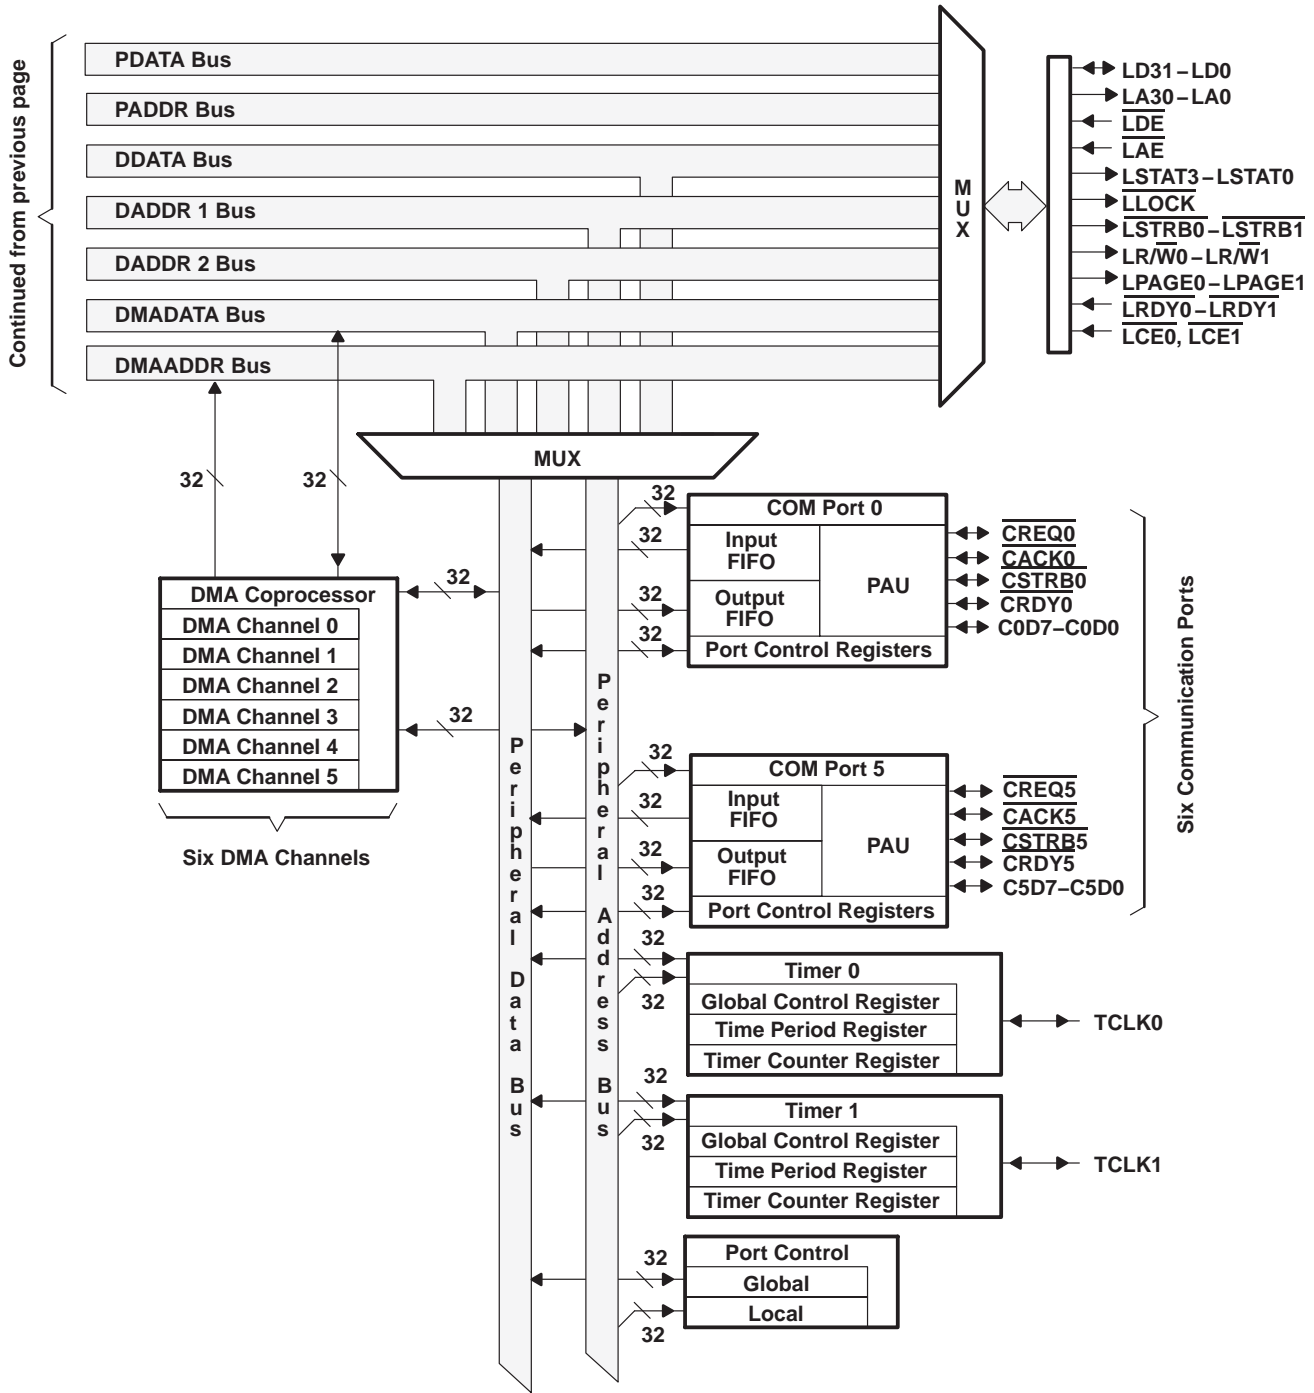 Continued from previous page
PDATA Bus
PADDR Bus
DDATA Bus
DADDR 1 Bus
DADDR 2 Bus
DMADATA Bus
DMAADDR Bus
MUX
LD31–LD0
LA30–LA0
LDE
LAE
LSTAT3–LSTAT0
LLOCK
LSTRB0–LSTRB1
LR/W0–LR/W1
LPAGE0–LPAGE1
LRDY0–LRDY1
LCE0, LCE1
MUX
32
32
DMA Coprocessor
DMA Channel 0
DMA Channel 1
DMA Channel 2
DMA Channel 3
DMA Channel 4
DMA Channel 5
Six DMA Channels
32
32
Peripheral Data Bus
Peripheral Address Bus
32
32
32
32
COM Port 0
Input
FIFO
Output
FIFO
PAU
Port Control Registers
CREQ0
CACK0
CSTRB0
CRDY0
C0D7–C0D0
32
32
32
32
COM Port 5
Input
FIFO
Output
FIFO
PAU
Port Control Registers
CREQ5
CACK5
CSTRB5
CRDY5
C5D7–C5D0
Six Communication Ports
32
32
Timer 0
Global Control Register
Time Period Register
Timer Counter Register
TCLK0
32
32
Timer 1
Global Control Register
Time Period Register
Timer Counter Register
TCLK1
32
32
Port Control
Global
Local